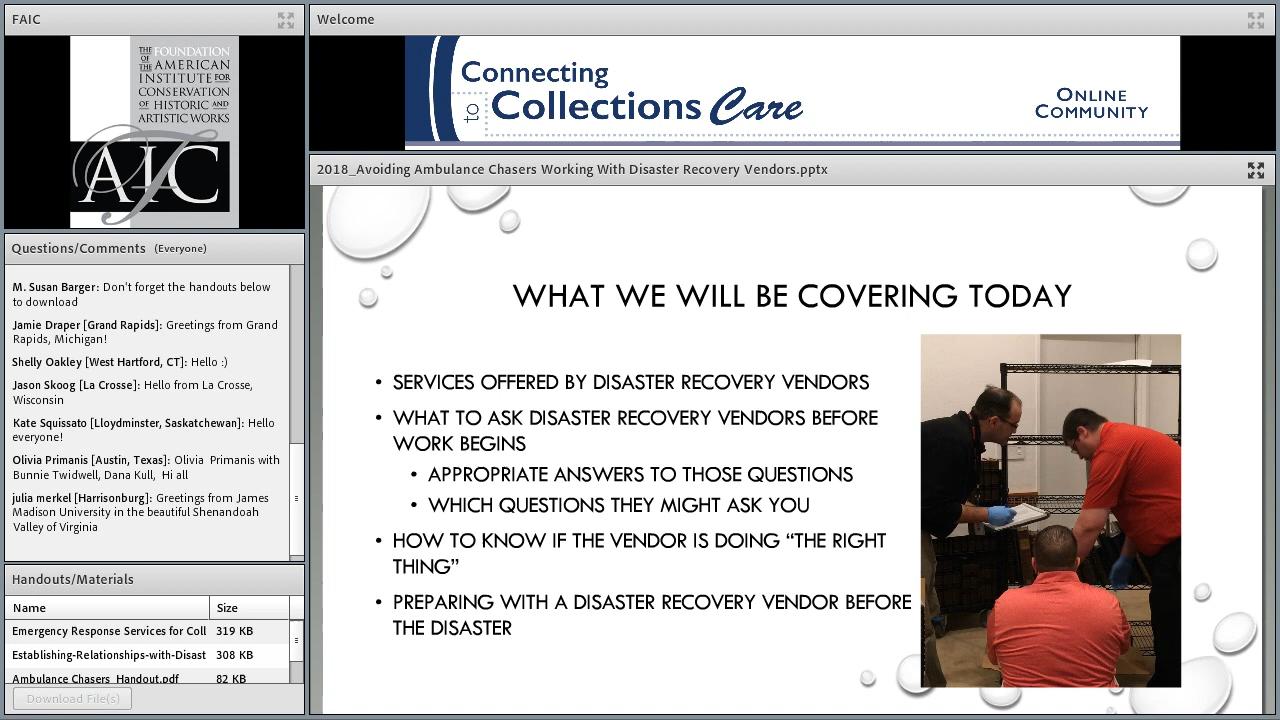 FAIC
THE FOUNDATION
OF THE AMERICAN
INSTITUTE FOR
CONSERVATION
OF HISTORIC AND
ARTISTIC WORKS
AIC
Welcome
Connecting
to Collections Care
ONLINE
COMMUNITY
Questions/Comments (Everyone)
M. Susan Barger: Don't forget the handouts below
to download
Jamie Draper [Grand Rapids]: Greetings from Grand
Rapids, Michigan!
Shelly Oakley [West Hartford, CT]: Hello :)
Jason Skoog [La Crosse]: Hello from La Crosse,
Wisconsin
Kate Squissato [Lloydminster, Saskatchewan]: Hello
everyone!
Olivia Primanis [Austin, Texas]: Olivia Primanis with
Bunnie Twidwell, Dana Kull, Hi all
julia merkel [Harrisonburg]: Greetings from James
Madison University in the beautiful Shenandoah
Valley of Virginia
Handouts/Materials
Name Size
Emergency Response Services for Coll 319 KB
Establishing-Relationships-with-Disast 308 KB
Ambulance Chasers_Handout.pdf 82 KB
Download File(s)
2018_Avoiding Ambulance Chasers Working With Disaster Recovery Vendors.pptx
WHAT WE WILL BE COVERING TODAY
• SERVICES OFFERED BY DISASTER RECOVERY VENDORS
• WHAT TO ASK DISASTER RECOVERY VENDORS BEFORE
WORK BEGINS
• APPROPRIATE ANSWERS TO THOSE QUESTIONS
• WHICH QUESTIONS THEY MIGHT ASK YOU
• HOW TO KNOW IF THE VENDOR IS DOING “THE RIGHT
THING”
• PREPARING WITH A DISASTER RECOVERY VENDOR BEFORE
THE DISASTER